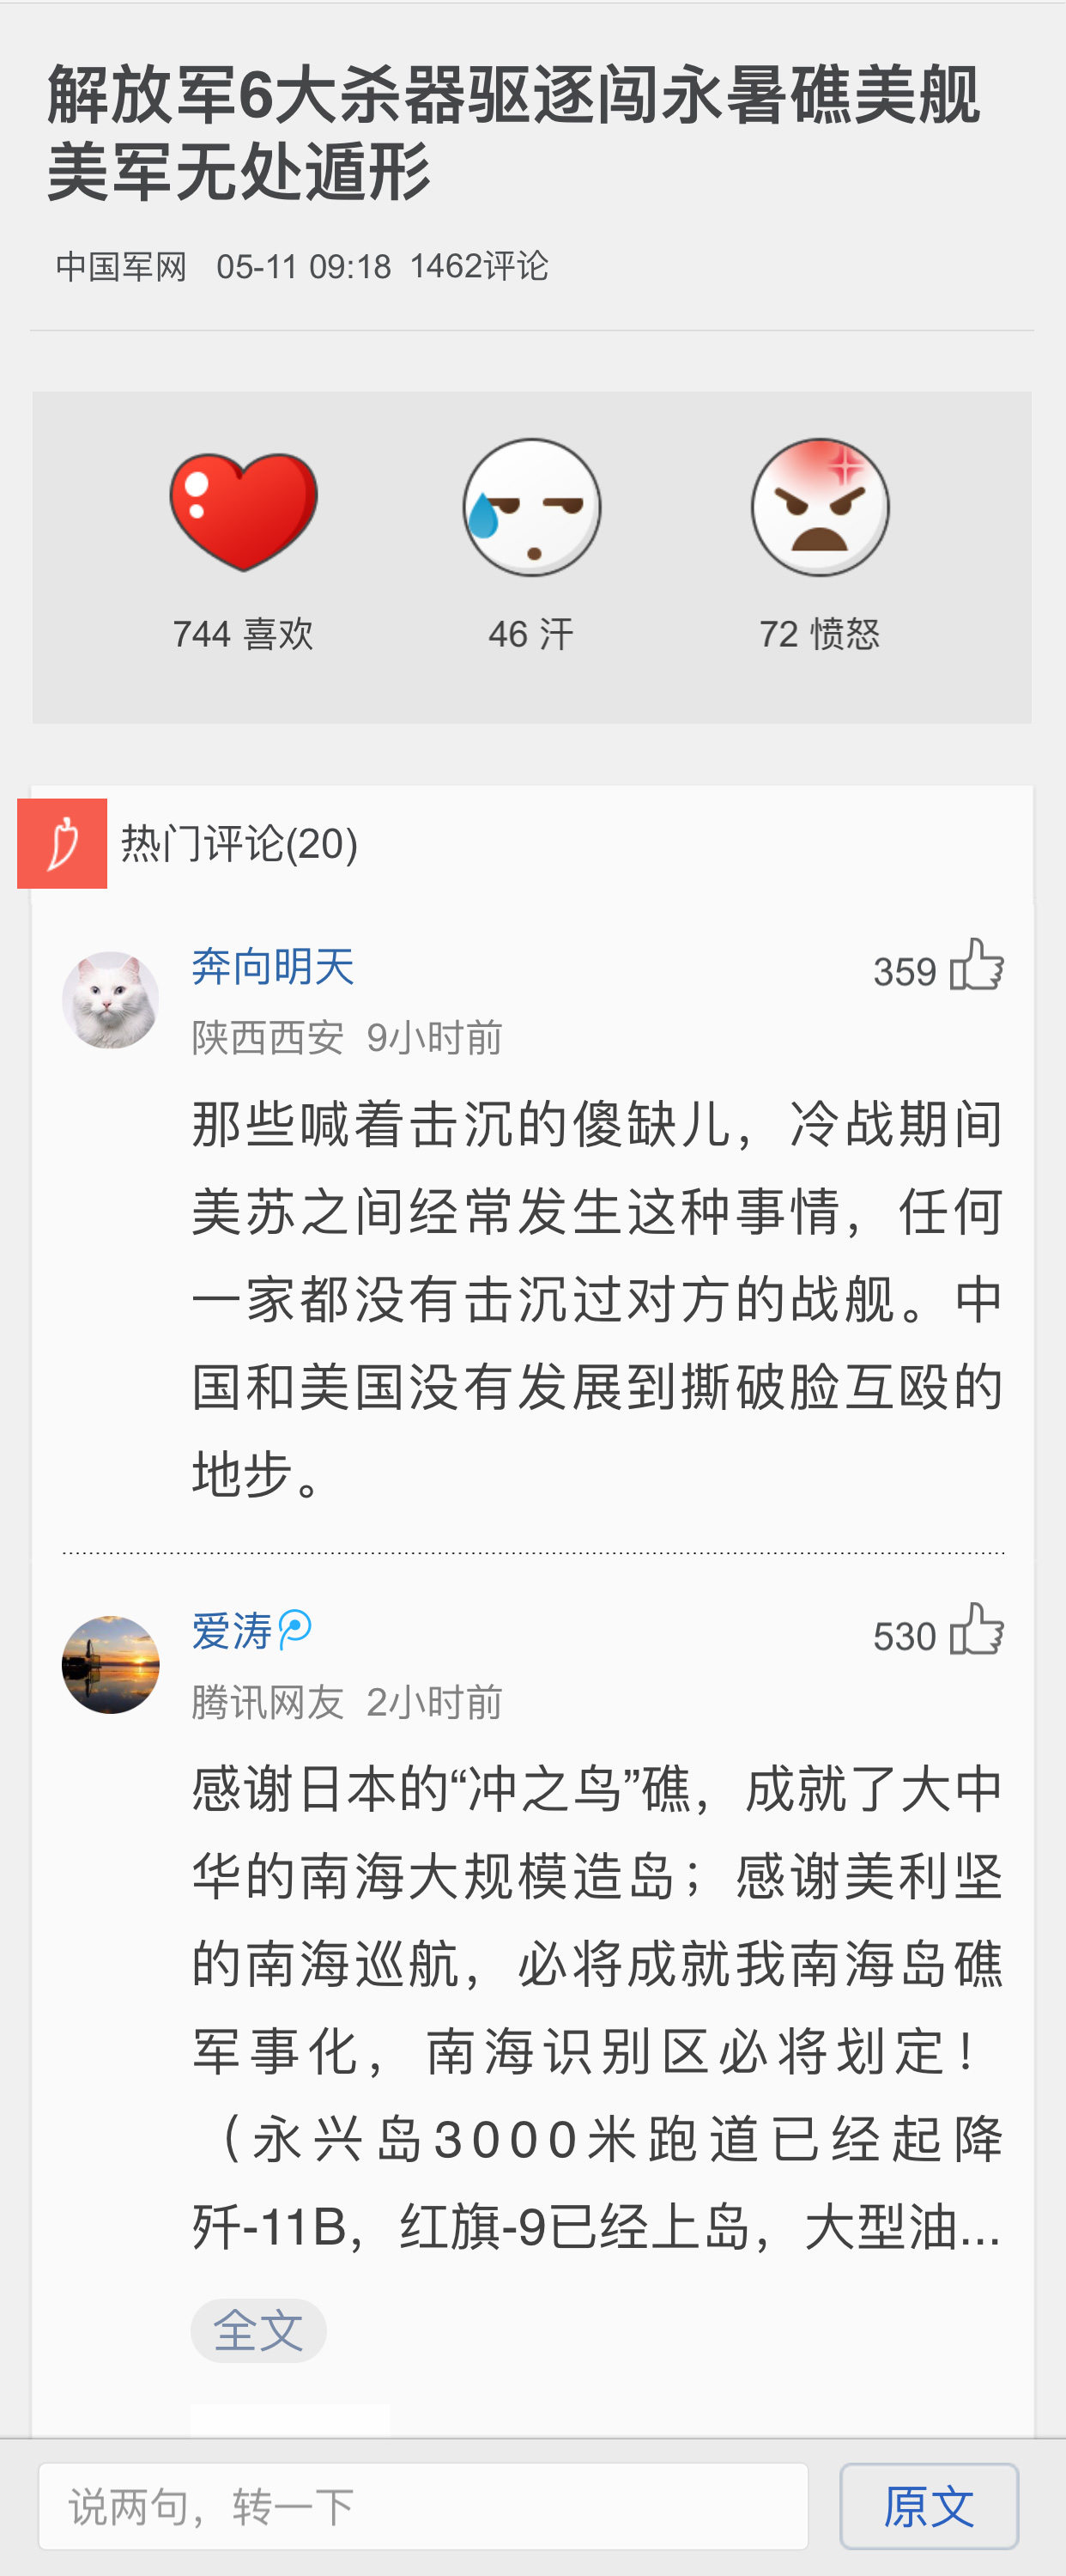 解放军6大杀器驱逐闯永暑礁美舰
美军无处遁形
中国军网 05-11 09:18 1462评论
744 喜欢 46 汗 72 愤怒
热门评论(20)
奔向明天 359
陕西西安 9小时前
那些喊着击沉的傻缺儿，冷战期间
美苏之间经常发生这种事情，任何
一家都没有击沉过对方的战舰。中
国和美国没有发展到撕破脸互殴的
地步。
爱涛 530
腾讯网友 2小时前
感谢日本的“冲之鸟”礁，成就了大中
华的南海大规模造岛；感谢美利坚
的南海巡航，必将成就我南海岛礁
军事化，南海识别区必将划定！
（永兴岛3000米跑道已经起降
歼-11B，红旗-9已经上岛，大型油...
全文
说两句，转一下 原文